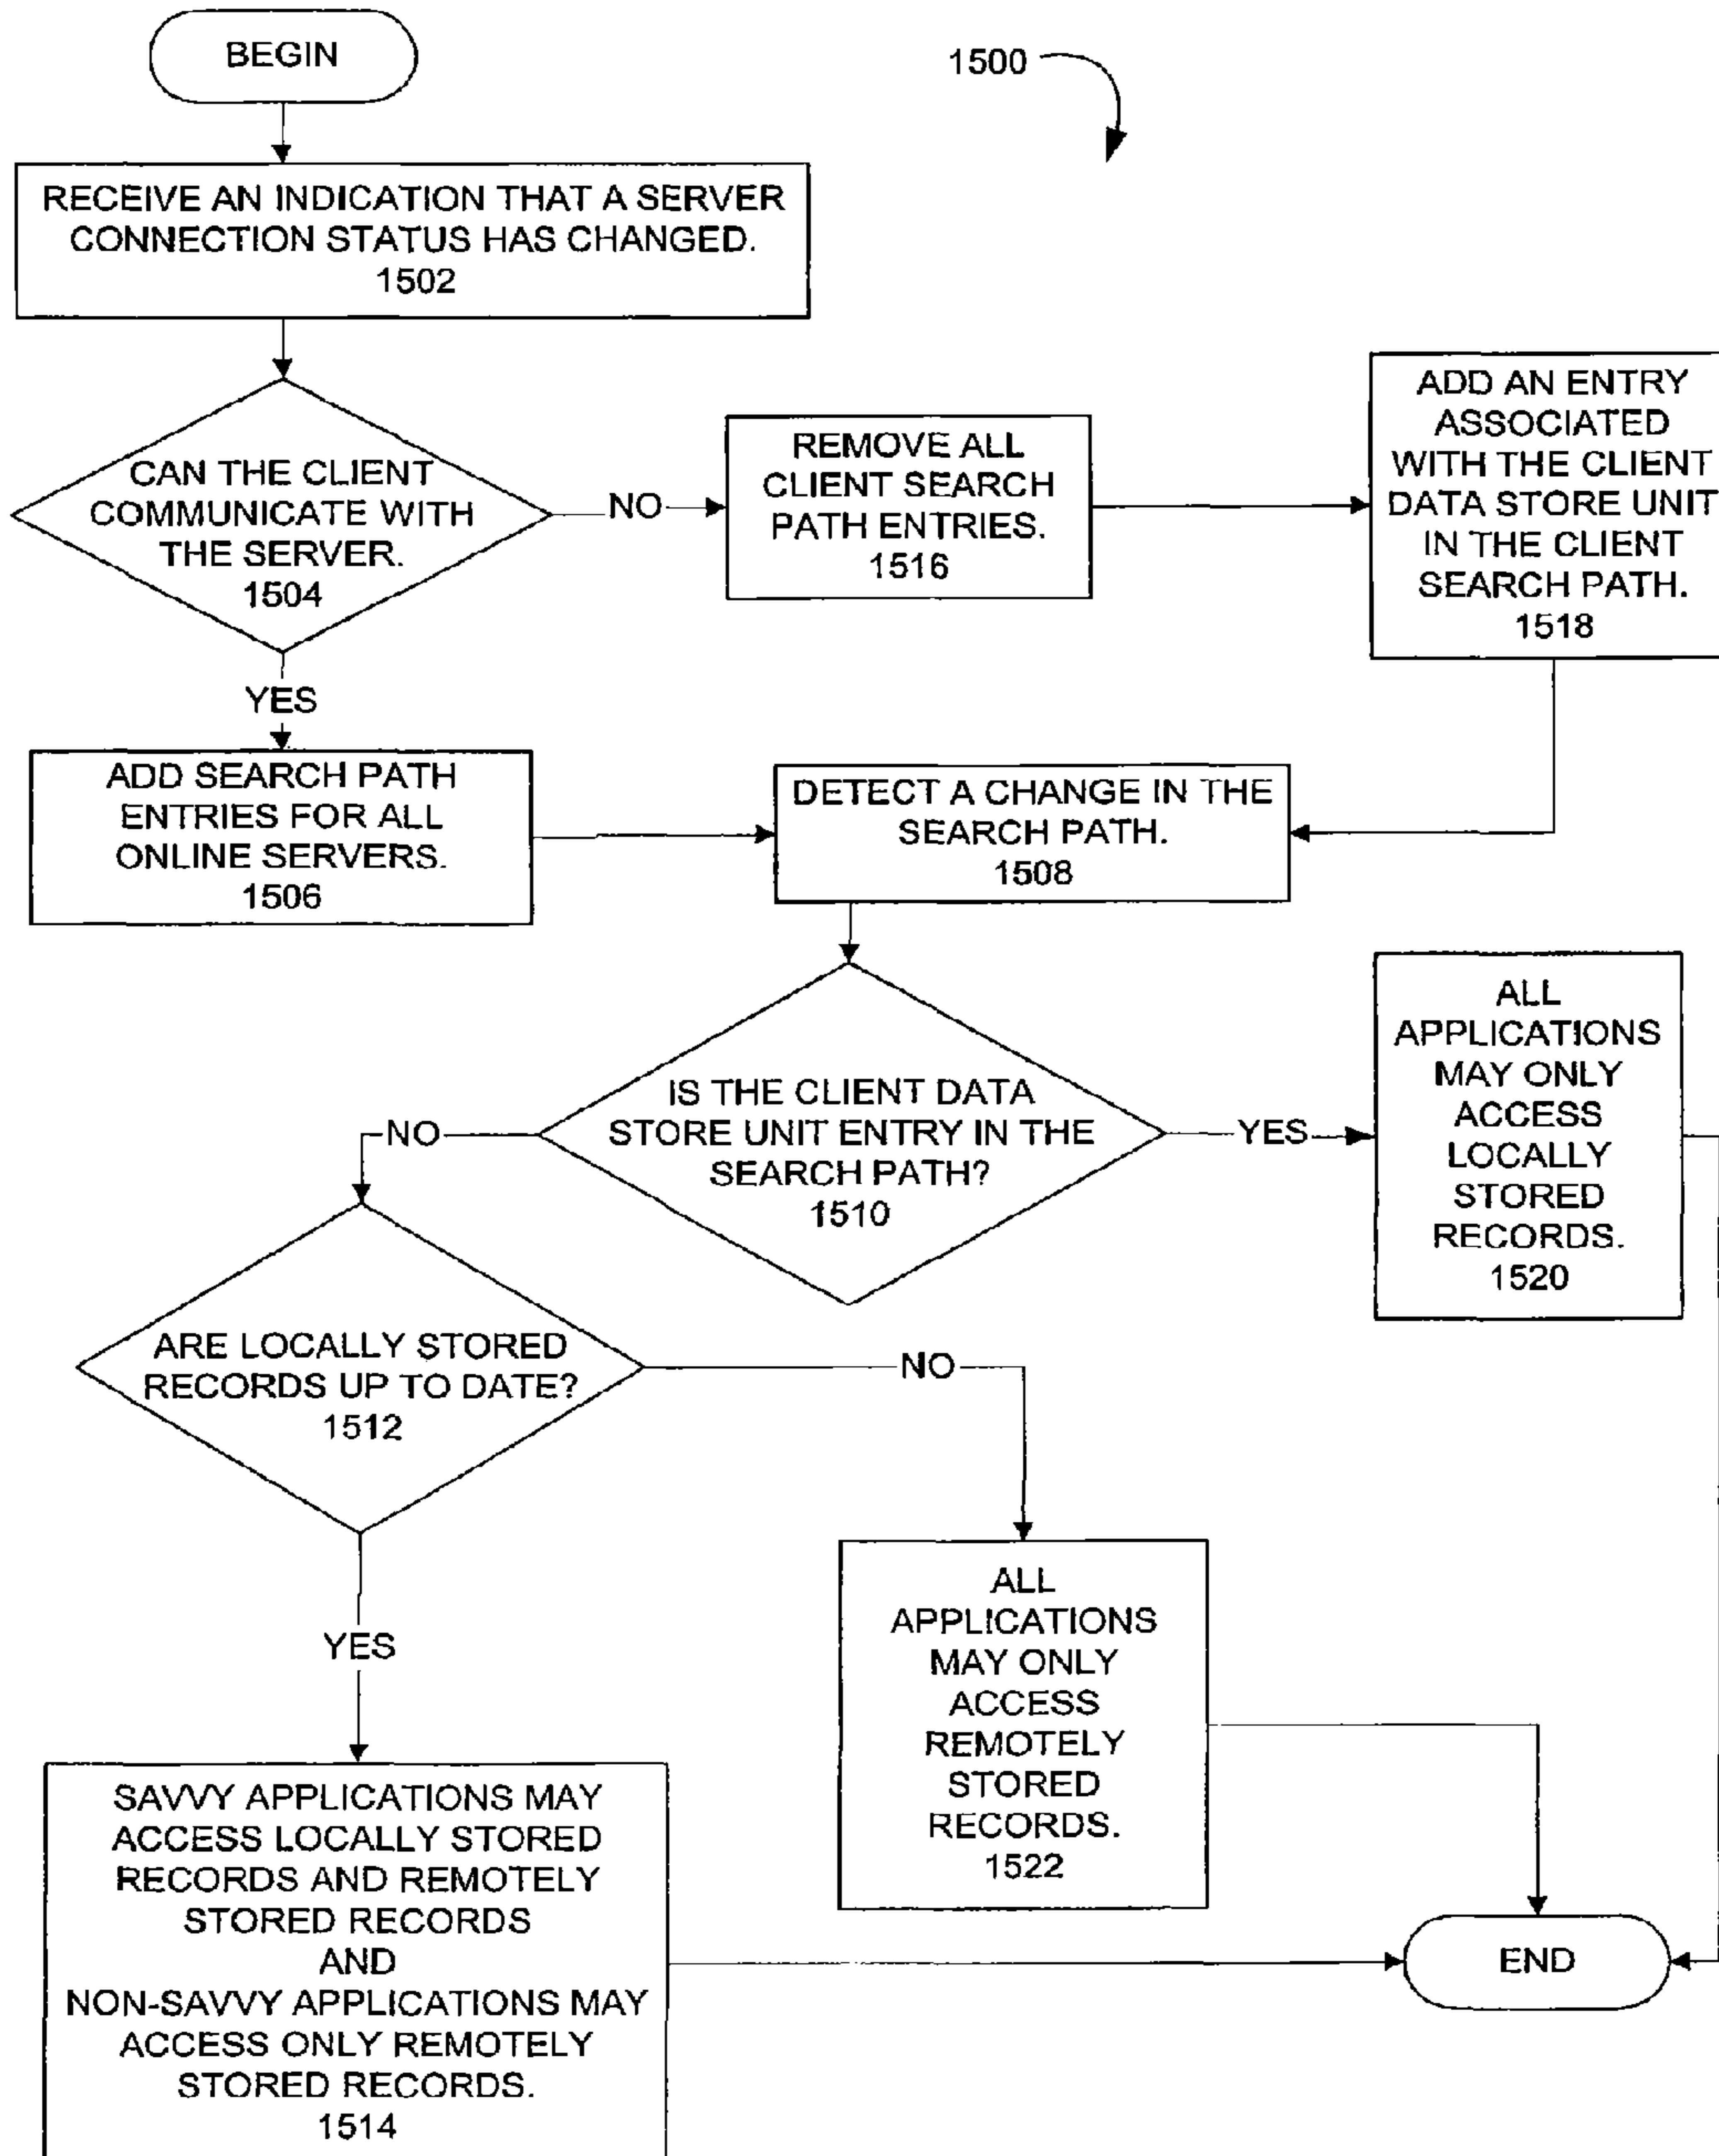 BEGIN
1500
RECEIVE AN INDICATION THAT A SERVER
CONNECTION STATUS HAS CHANGED.
1502
CAN THE CLIENT
COMMUNICATE WITH
THE SERVER.
1504
NO
REMOVE ALL
CLIENT SEARCH
PATH ENTRIES.
1516
ADD AN ENTRY
ASSOCIATED
WITH THE CLIENT
DATA STORE UNIT
IN THE CLIENT
SEARCH PATH.
1518
YES
ADD SEARCH PATH
ENTRIES FOR ALL
ONLINE SERVERS.
1506
DETECT A CHANGE IN THE
SEARCH PATH.
1508
IS THE CLIENT DATA
STORE UNIT ENTRY IN THE
SEARCH PATH?
1510
NO
YES
ALL
APPLICATIONS
MAY ONLY
ACCESS
LOCALLY
STORED
RECORDS.
1520
ARE LOCALLY STORED
RECORDS UP TO DATE?
1512
NO
YES
ALL
APPLICATIONS
MAY ONLY
ACCESS
REMOTELY
STORED
RECORDS.
1522
SAVVY APPLICATIONS MAY
ACCESS LOCALLY STORED
RECORDS AND REMOTELY
STORED RECORDS
AND
NON-SAVVY APPLICATIONS MAY
ACCESS ONLY REMOTELY
STORED RECORDS.
1514
END